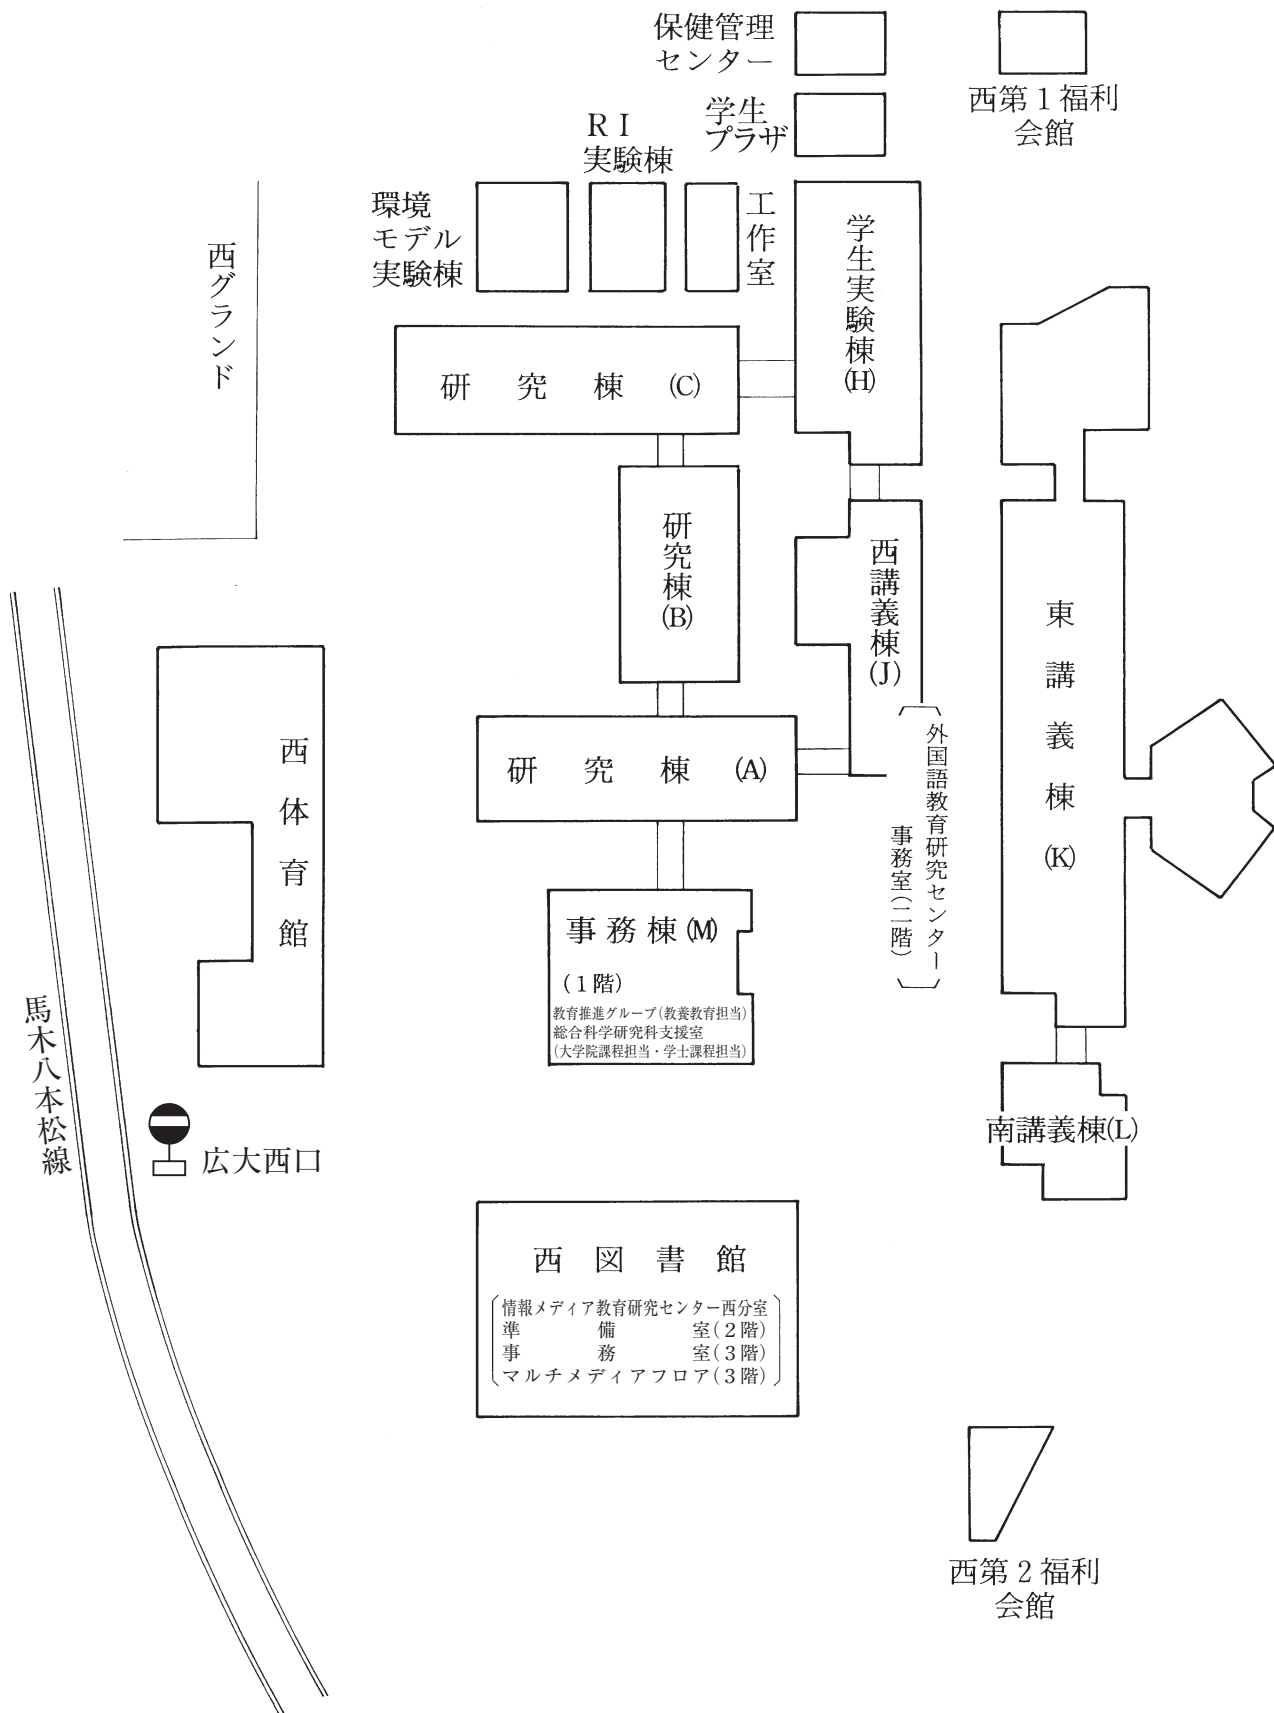 保健管理
センター
西第１福利
会館
学生
プラザ
ＲＩ
実験棟
環境
モデル
実験棟
工作室
西グランド
学生実験棟(H)
研究棟(C)
研究棟(B)
西講義棟(J)
東講義棟(K)
外国語教育研究センター
事務室(二階)
西体育館
研究棟(A)
事務棟(M)
(１階)
教育推進グループ(教養教育担当)
総合科学研究科支援室
(大学院課程担当・学士課程担当)
馬木八本松線
広大西口
南講義棟(L)
西図書館
情報メディア教育研究センター西分室
準備室(２階)
事務室(３階)
マルチメディアフロア(３階)
西第２福利
会館